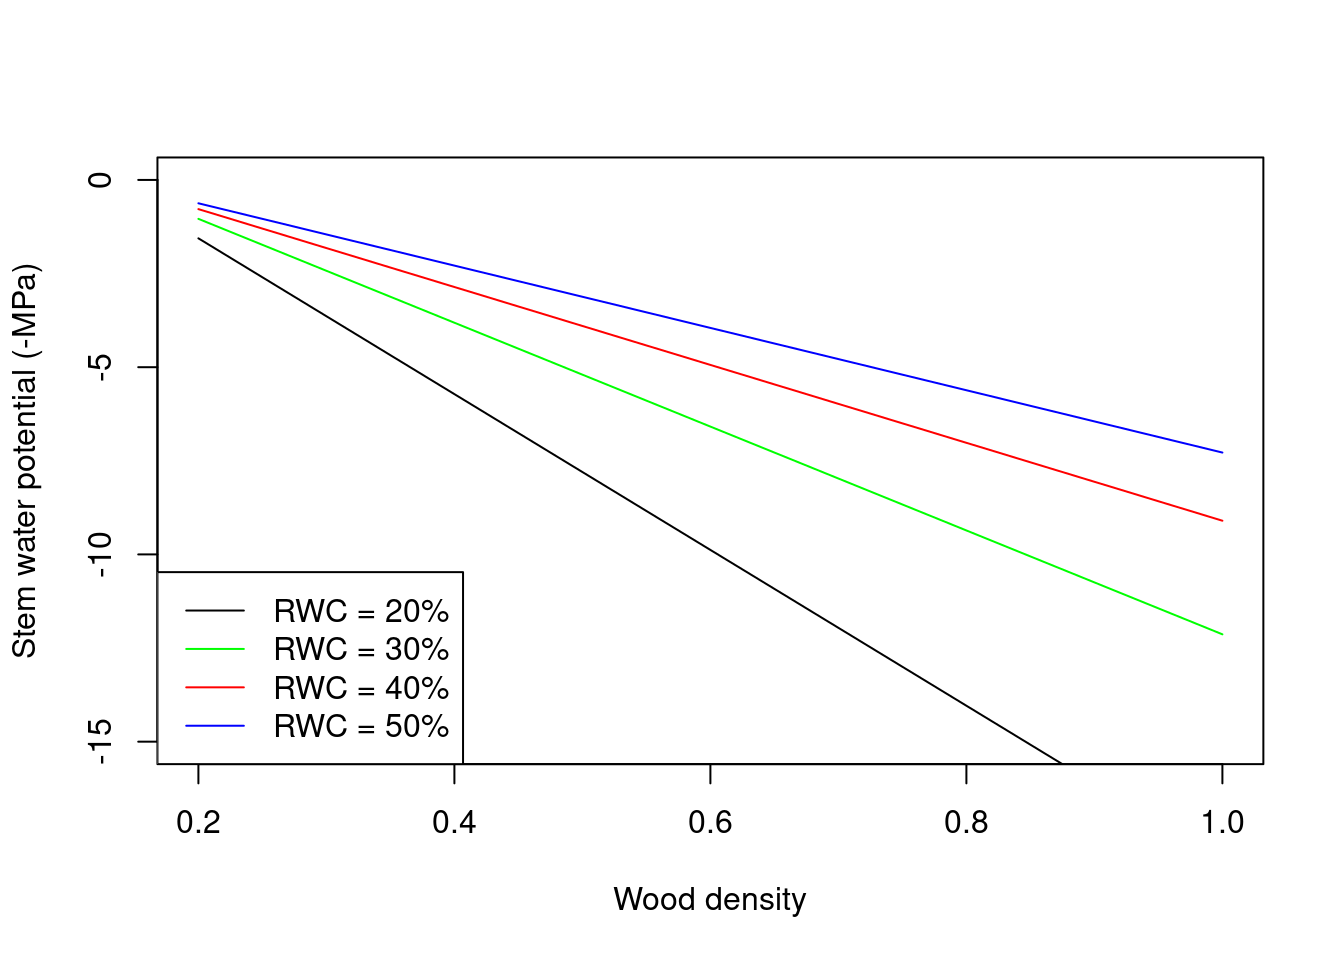 Stem water potential (-MPa)
0
-5
-10
-15
RWC = 20%
RWC = 30%
RWC = 40%
RWC = 50%
0.2 0.4 0.6 0.8 1.0
Wood density